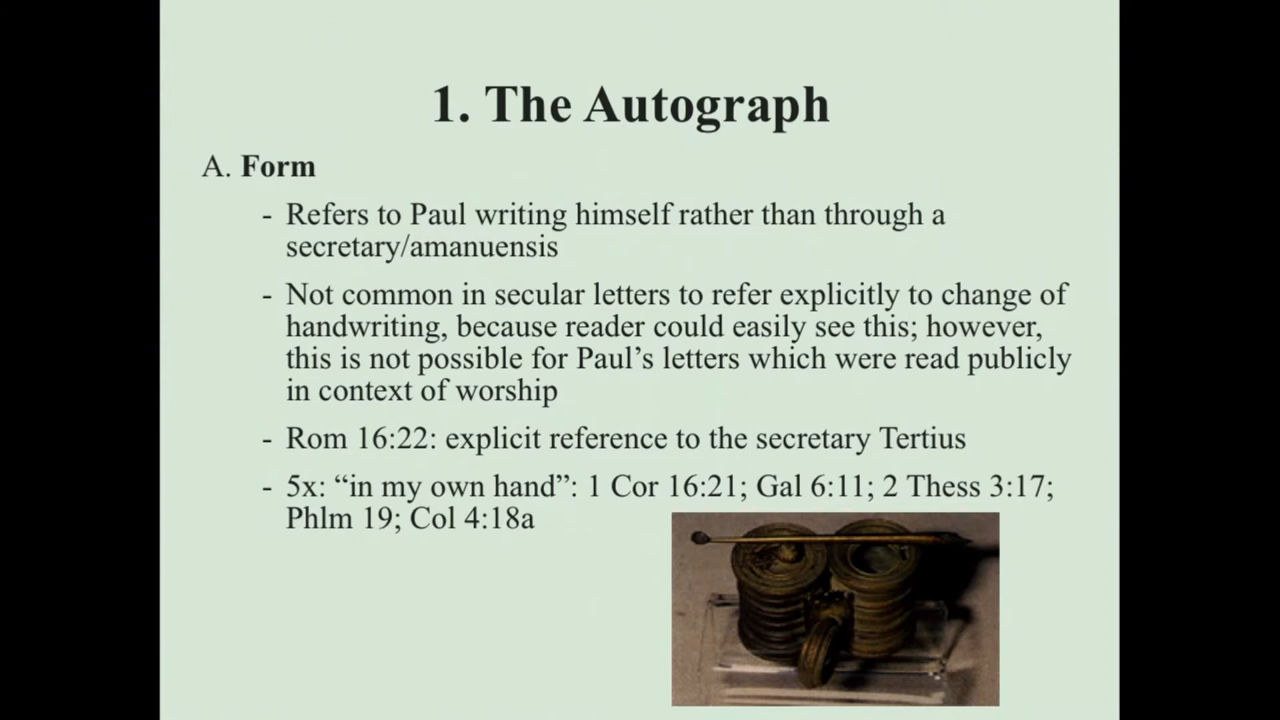 1. The Autograph
A. Form
- Refers to Paul writing himself rather than through a
secretary/amanuensis
- Not common in secular letters to refer explicitly to change of
handwriting, because reader could easily see this; however,
this is not possible for Paul’s letters which were read publicly
in context of worship
- Rom 16:22: explicit reference to the secretary Tertius
- 5x: “in my own hand”: 1 Cor 16:21; Gal 6:11; 2 Thess 3:17;
Phlm 19; Col 4:18a